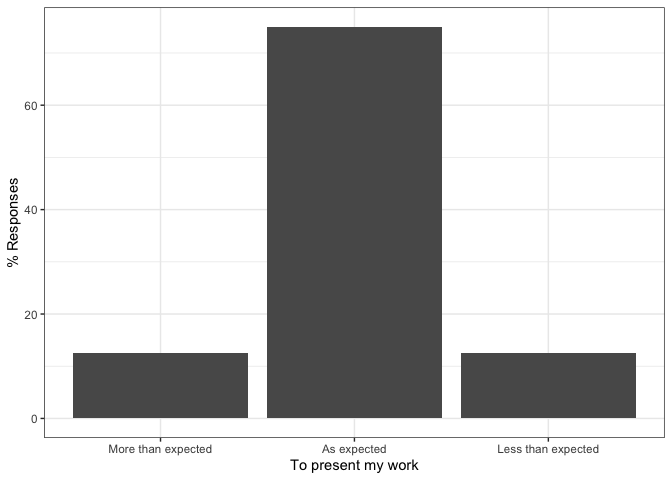 % Responses
60
40
20
0
More than expected
As expected
Less than expected
To present my work